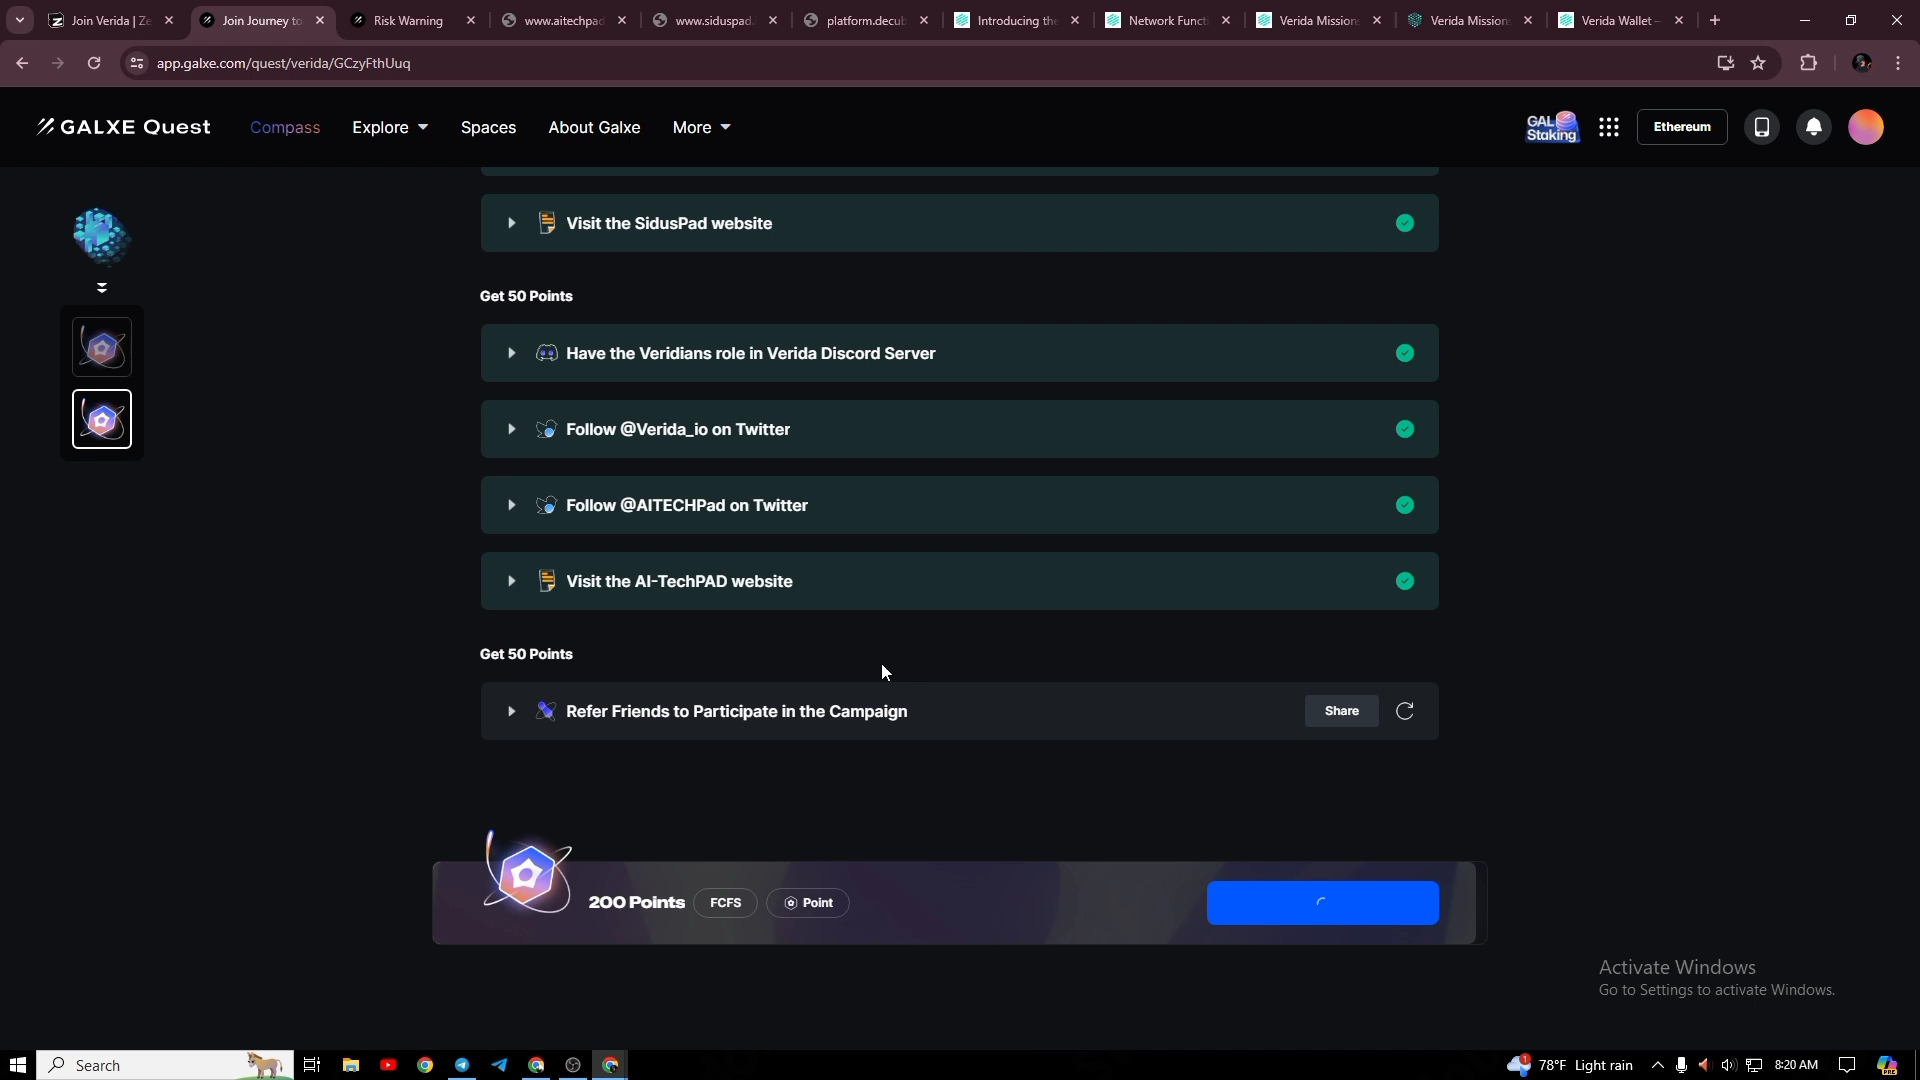 Join Verida | Ze
Join Journey to
Risk Warning
www.aitechpad
www.siduspad.
platform.decub
Introducing the
Network Functi
Verida Mission
Verida Mission
Verida Wallet –
app.galxe.com/quest/verida/GCzyFthUuq
GALXE Quest
Compass
Explore
Spaces
About Galxe
More
GAL
Staking
Ethereum
Visit the SidusPad website
Get 50 Points
Have the Veridians role in Verida Discord Server
Follow @Verida_io on Twitter
Follow @AITECHPad on Twitter
Visit the AI-TechPAD website
Get 50 Points
Refer Friends to Participate in the Campaign
Share
200 Points
FCFS
Point
Activate Windows
Go to Settings to activate Windows.
Search
78°F Light rain
8:20 AM